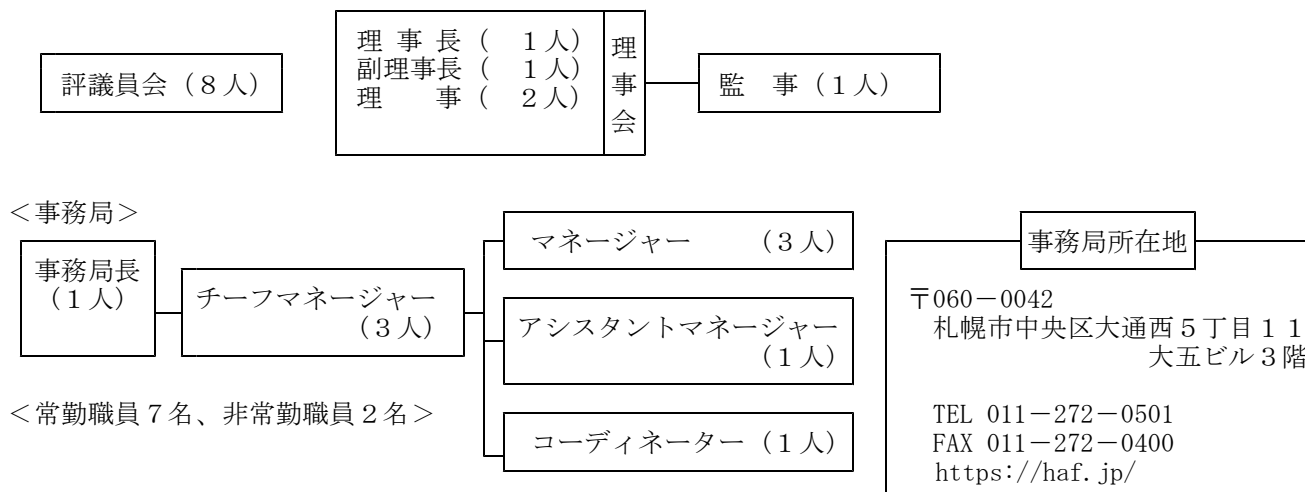 評議員会（８人）
理 事 長（　１人）
副理事長（　１人）
理　　事（　２人）
理事会
監　事（１人）
＜事務局＞
事務局長
（１人）
チーフマネージャー
（３人）
マネージャー　　（３人）
アシスタントマネージャー
（１人）
コーディネーター（１人）
＜常勤職員７名、非常勤職員２名＞
事務局所在地
〒060－0042
札幌市中央区大通西５丁目１１
大五ビル３階
TEL 011－272－0501
FAX 011－272－0400
https://haf.jp/